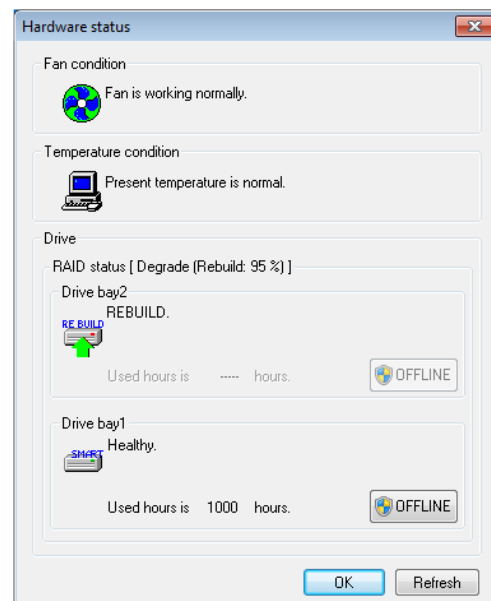 Hardware status
Fan condition
Fan is working normally.
Temperature condition
Present temperature is normal.
Drive
RAID status [ Degrade (Rebuild: 95 %) ]
Drive bay2
REBUILD.
RE BUILD
Used hours is ----- hours.
OFFLINE
Drive bay1
Healthy.
SMART
Used hours is 1000 hours.
OFFLINE
OK
Refresh